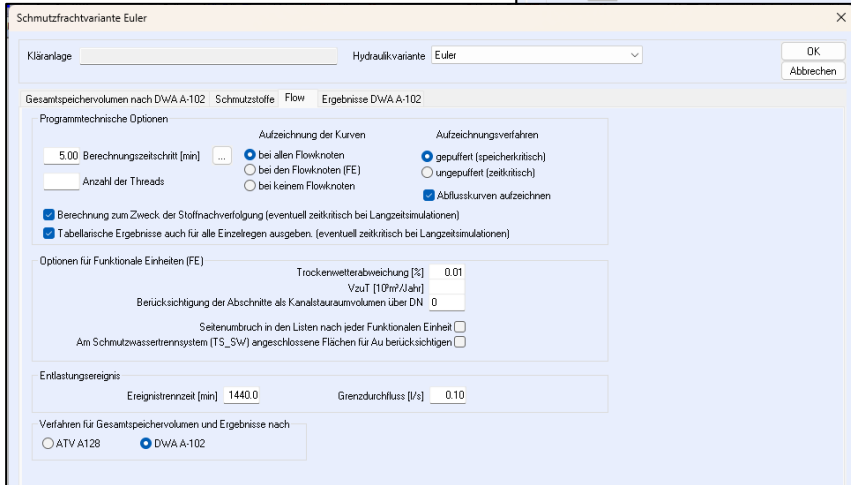 Schmutzfrachtvariante Euler
Kläranlage
Hydraulikvariante Euler
OK
Abbrechen
Gesamtspeichervolumen nach DWA A-102 Schmutzstoffe Flow Ergebnisse DWA A-102
Programmtechnische Optionen
Aufzeichnung der Kurven Aufzeichnungsverfahren
5.00 Berechnungszeitschritt [min] ... bei allen Flowknoten gepuffert (speicherkritisch)
bei den Flowknoten (FE) ungepuffert (zeitkritisch)
Anzahl der Threads
bei keinem Flowknoten Abflusskurven aufzeichnen
Berechnung zum Zweck der Stoffnachverfolgung (eventuell zeitkritisch bei Langzeitsimulationen)
Tabellarische Ergebnisse auch für alle Einzelregen ausgeben. (eventuell zeitkritisch bei Langzeitsimulationen)
Optionen für Funktionale Einheiten (FE)
Trockenwetterabweichung [%] 0.01
VzuT [10³m³/Jahr]
Berücksichtigung der Abschnitte als Kanalstauraumvolumen über DN 0
Seitenumbruch in den Listen nach jeder Funktionalen Einheit
Am Schmutzwassertrennsystem (TS_SW) angeschlossene Flächen für Au berücksichtigen
Entlastungsereignis
Ereignistrennzeit [min] 1440.0 Grenzdurchfluss [l/s] 0.10
Verfahren für Gesamtspeichervolumen und Ergebnisse nach
ATV A128 DWA A-102